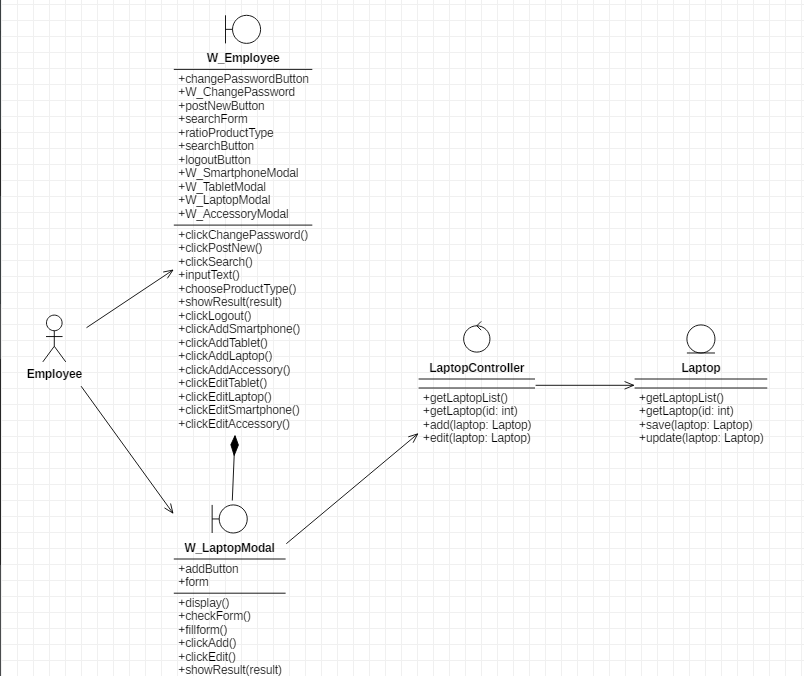 W_Employee
+changePasswordButton
+W_ChangePassword
+postNewButton
+searchForm
+ratioProductType
+searchButton
+logoutButton
+W_SmartphoneModal
+W_TabletModal
+W_LaptopModal
+W_AccessoryModal
+clickChangePassword()
+clickPostNew()
+clickSearch()
+inputText()
+chooseProductType()
+showResult(result)
+clickLogout()
+clickAddSmartphone()
+clickAddTablet()
+clickAddLaptop()
+clickAddAccessory()
+clickEditTablet()
+clickEditLaptop()
+clickEditSmartphone()
+clickEditAccessory()
Employee
LaptopController
+getLaptopList()
+getLaptop(id: int)
+add(laptop: Laptop)
+edit(laptop: Laptop)
Laptop
+getLaptopList()
+getLaptop(id: int)
+save(laptop: Laptop)
+update(laptop: Laptop)
W_LaptopModal
+addButton
+form
+display()
+checkForm()
+fillform()
+clickAdd()
+clickEdit()
+showResult(result)